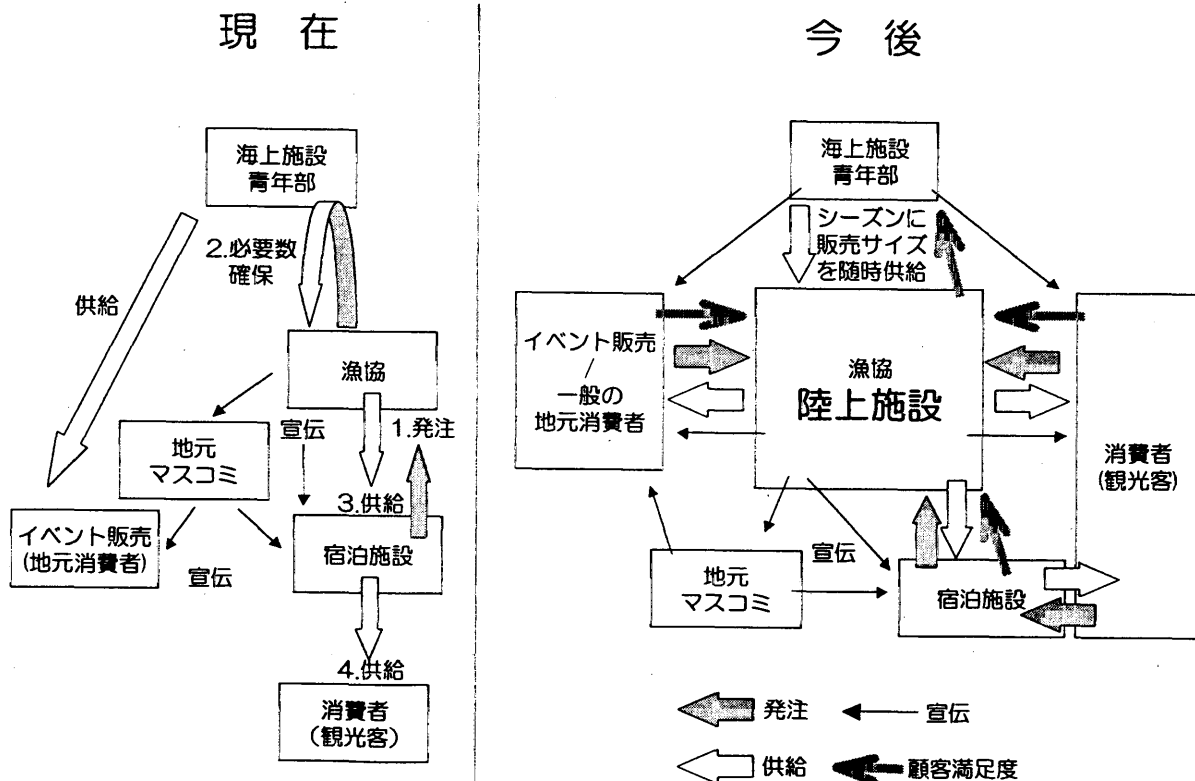 現 在
海上施設
青年部
2.必要数
確保
供給
漁協
宣伝
1.発注
地元
マスコミ
3.供給
イベント販売
(地元消費者)
宣伝
宿泊施設
4.供給
消費者
（観光客）
今 後
海上施設
青年部
シーズンに
販売サイズ
を随時供給
イベント販売
/
一般の
地元消費者
漁協
陸上施設
消費者
(観光客)
宣伝
地元
マスコミ
宿泊施設
発注
宣伝
供給
顧客満足度